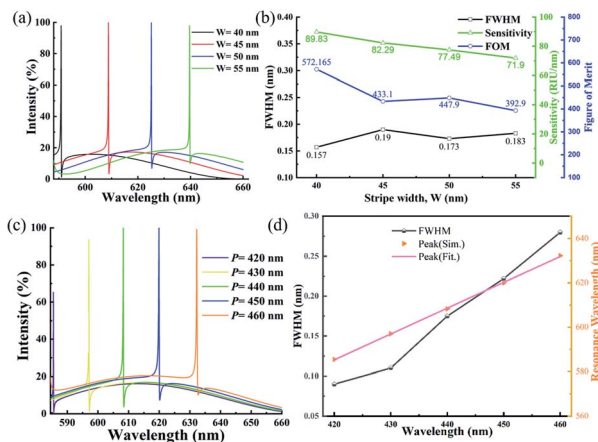 (a)
W= 40 nm
W= 45 nm
W= 50 nm
W= 55 nm
Intensity (%)
100
80
60
40
20
0
600
620
640
660
Wavelength (nm)
(b)
FWHM
Sensitivity
FOM
FWHM (nm)
0.40
0.35
0.30
0.25
0.20
0.15
0.10
89.83
82.29
77.49
71.9
572.165
433.1
447.9
392.9
0.157
0.19
0.173
0.183
40
45
50
55
Stripe width, W (nm)
100
80
60
40
20
0
Sensitivity (RIU/nm)
800
700
600
500
400
300
200
100
Figure of Merit
(c)
P= 420 nm
P= 430 nm
P= 440 nm
P= 450 nm
P= 460 nm
Intensity (%)
100
80
60
40
20
0
590
600
610
620
630
640
650
660
Wavelength (nm)
(d)
FWHM
Peak(Sim.)
Peak(Fit.)
FWHM (nm)
0.30
0.25
0.20
0.15
0.10
0.05
420
430
440
450
460
Wavelength (nm)
640
620
600
580
560
Resonance Wavelength (nm)